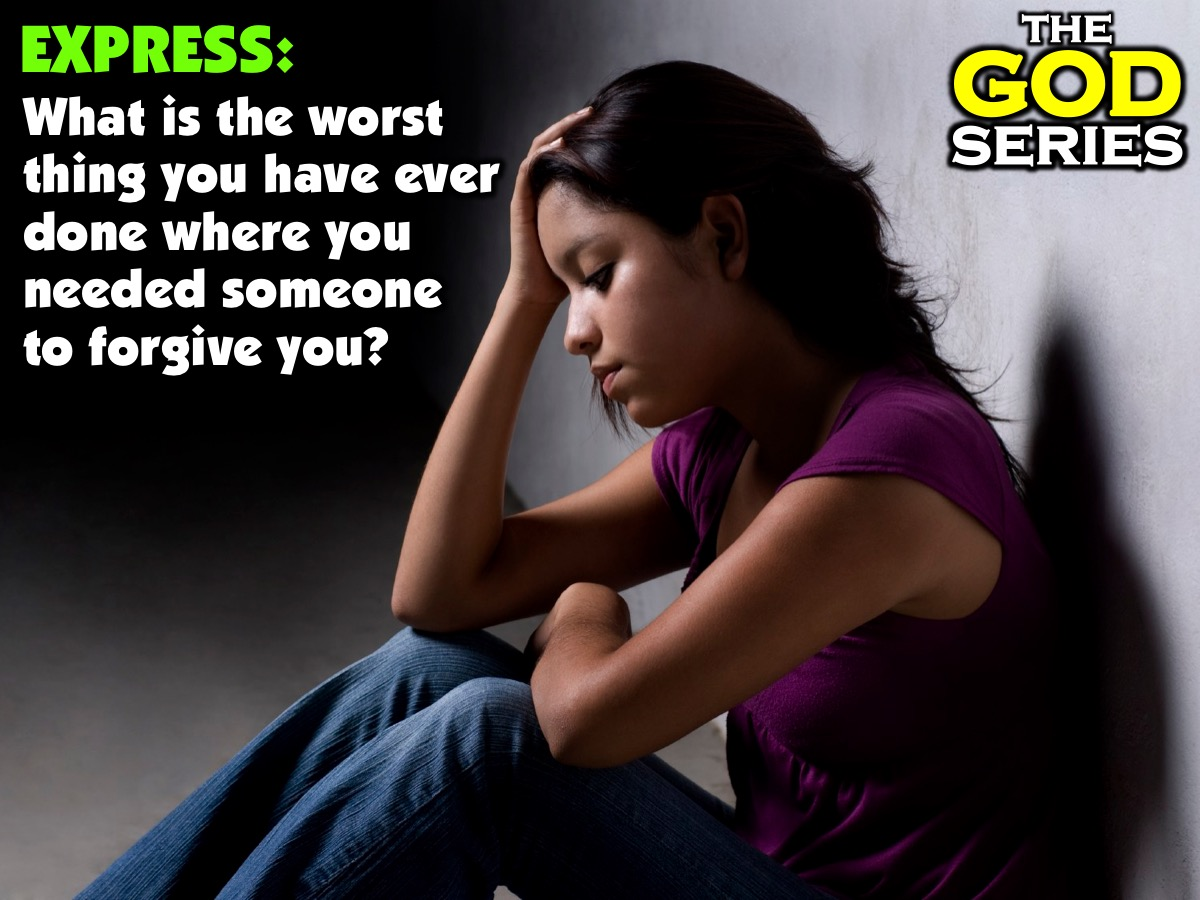 EXPRESS:
What is the worst
thing you have ever
done where you
needed someone
to forgive you?
THE
GOD
SERIES